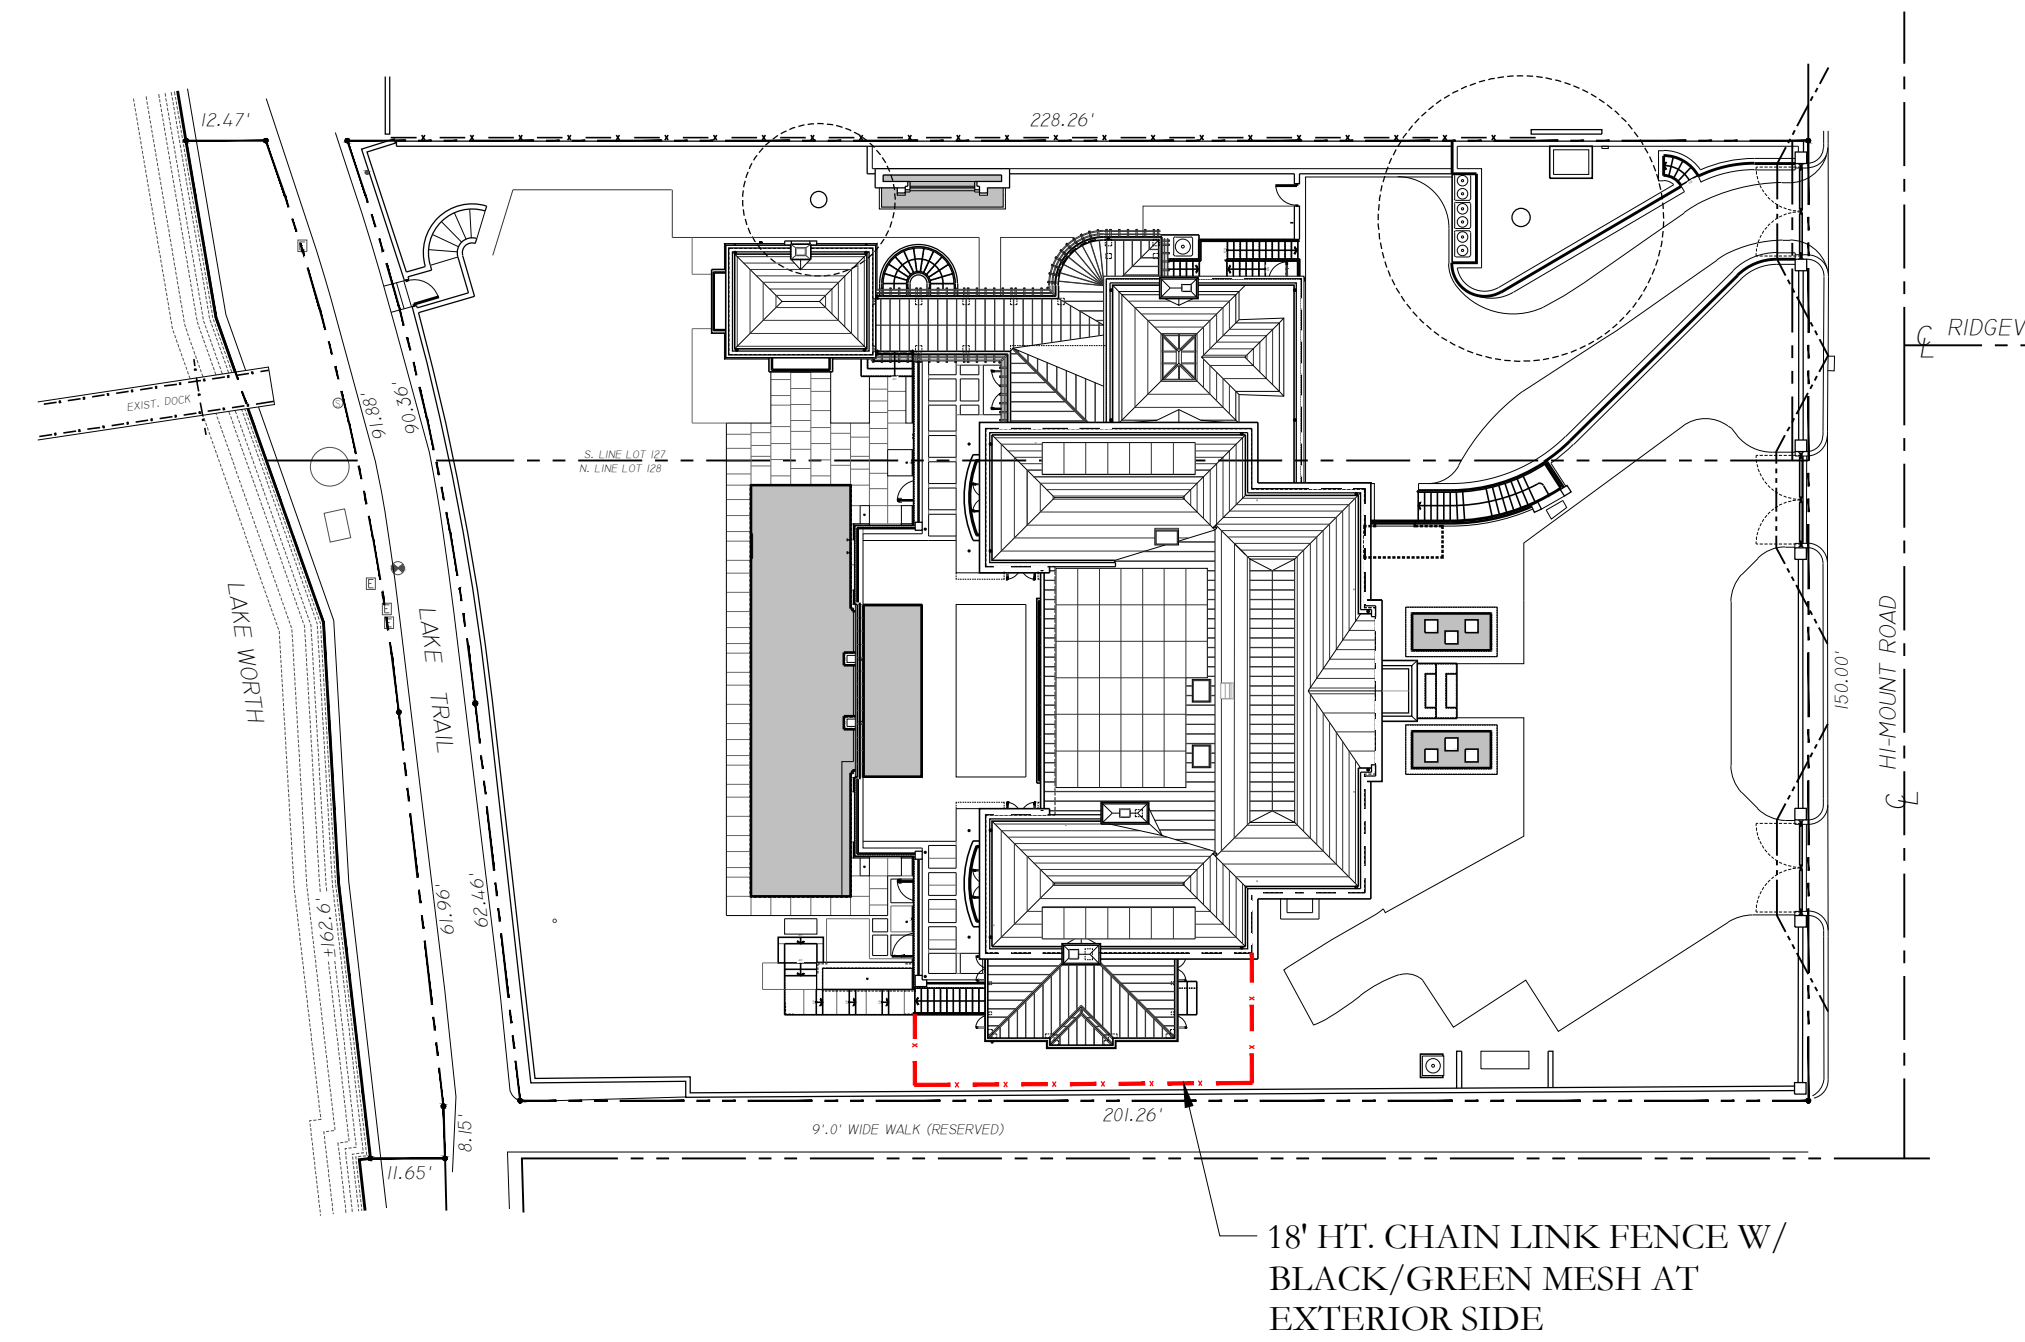 12.47'
228.26'
RIDGEV
EXIST. DOCK
91.88'
90.36'
S. LINE LOT 127
N. LINE LOT 128
LAKE WORTH
LAKE TRAIL
HI-MOUNT ROAD
150.00'
±162.6'
61.96'
62.46'
201.26'
9'.0' WIDE WALK (RESERVED)
8.15'
11.65'
18' HT. CHAIN LINK FENCE W/
BLACK/GREEN MESH AT
EXTERIOR SIDE